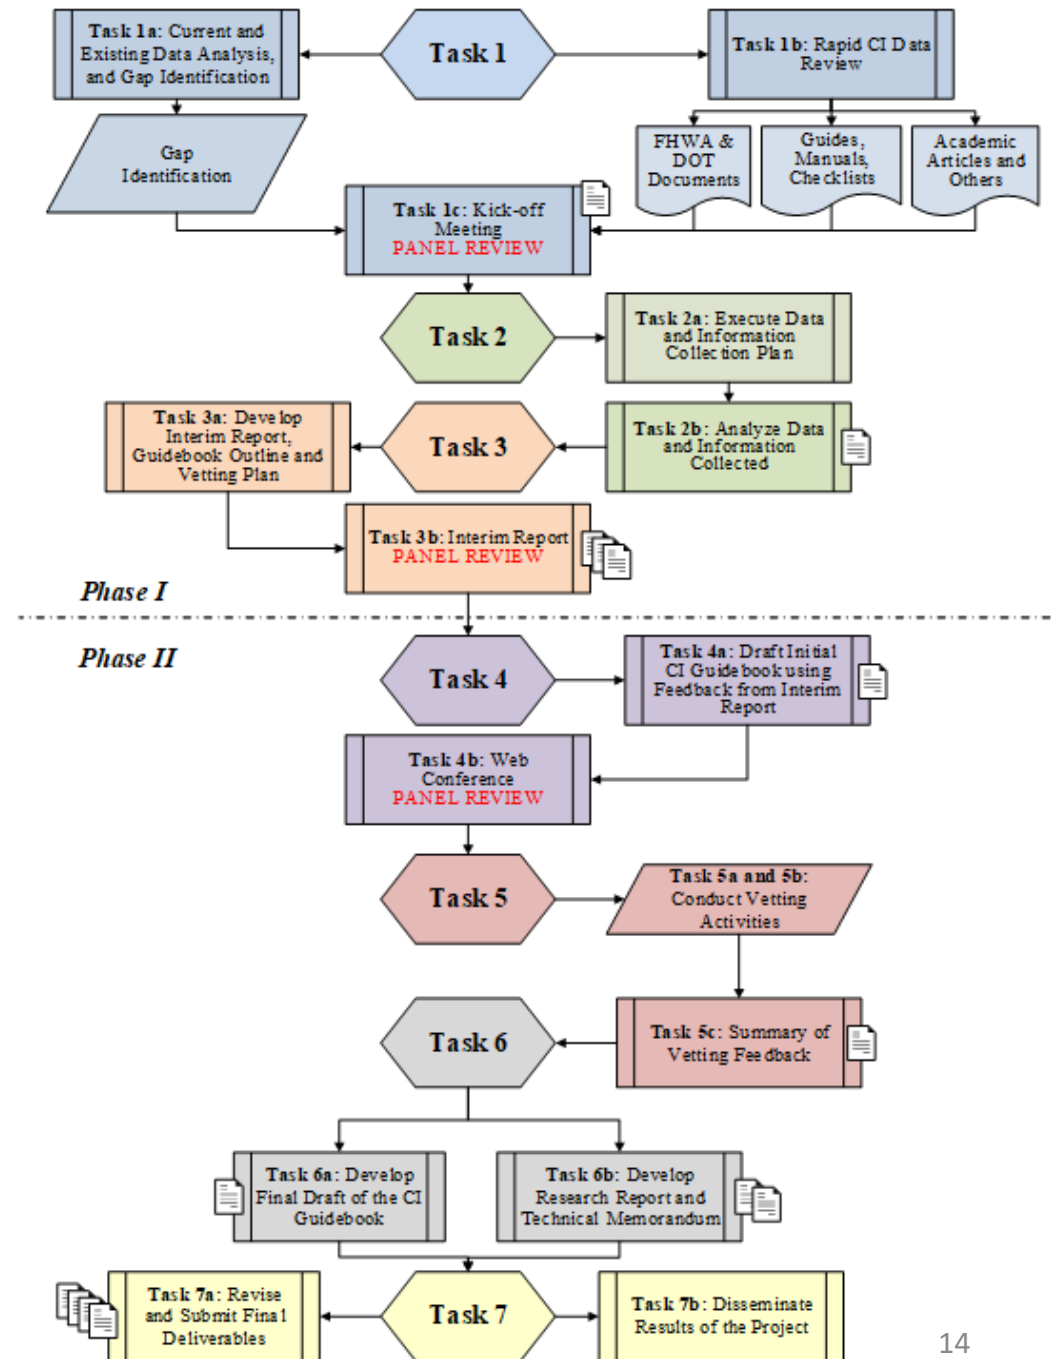 Task 1a: Current and
Existing Data Analysis,
and Gap Identification
Task 1
Task 1b: Rapid CI Data
Review
Gap
Identification
FHWA &
DOT
Documents
Guides,
Manuals,
Checklists
Academic
Articles and
Others
Task 1c: Kick-off
Meeting
PANEL REVIEW
Task 2
Task 2a: Execute Data
and Information
Collection Plan
Task 3a: Develop
Interim Report,
Guidebook Outline and
Vetting Plan
Task 3
Task 2b: Analyze Data
and Information
Collected
Task 3b: Interim Report
PANEL REVIEW
Phase I
Phase II
Task 4
Task 4a: Draft Initial
CI Guidebook using
Feedback from Interim
Report
Task 4b: Web
Conference
PANEL REVIEW
Task 5
Task 5a and 5b:
Conduct Vetting
Activities
Task 6
Task 5c: Summary of
Vetting Feedback
Task 6a: Develop
Final Draft of the CI
Guidebook
Task 6b: Develop
Research Report and
Technical Memorandum
Task 7a: Revise
and Submit Final
Deliverables
Task 7
Task 7b: Disseminate
Results of the Project
14